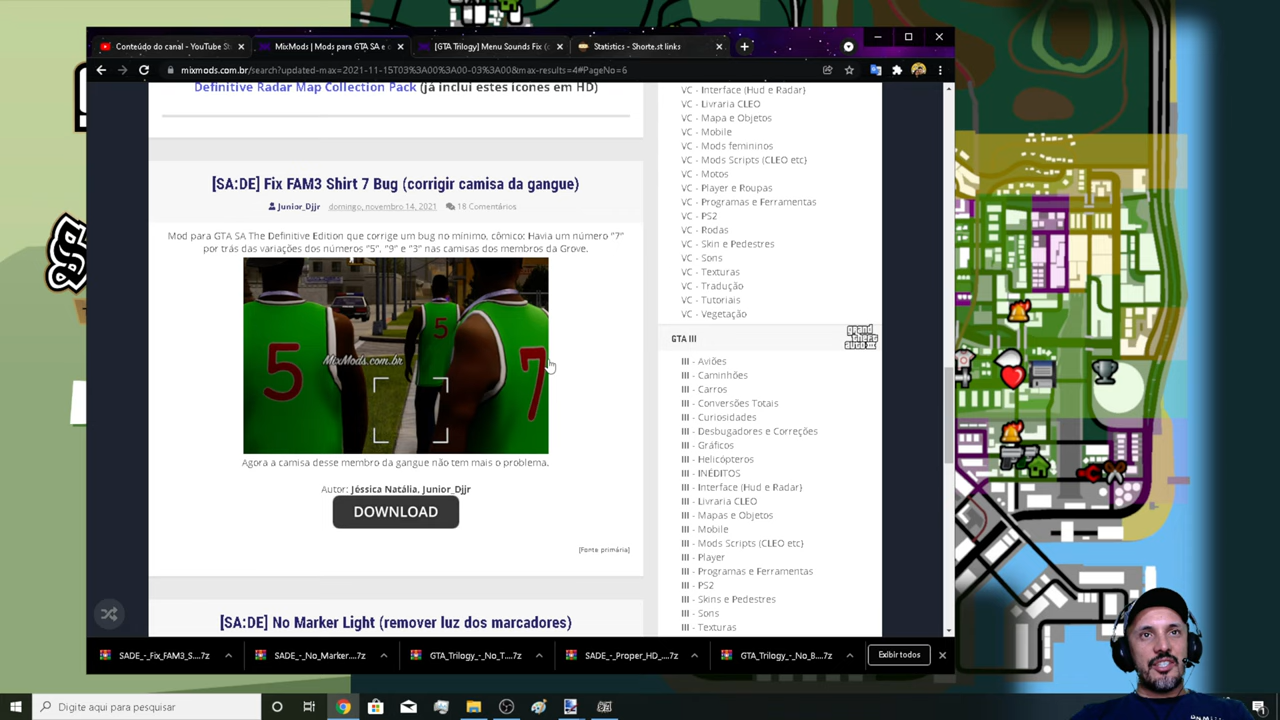 Conteúdo do canal - YouTube St
MixMods | Mods para GTA SA e o
[GTA Trilogy] Menu Sounds Fix (c
Statistics - Shorte.st links
mixmods.com.br/search?updated-max=2021-11-15T03%3A00%3A00-03%3A00&max-results=4#PageNo=6
Definitive Radar Map Collection Pack (já inclui estes ícones em HD)
[SA:DE] Fix FAM3 Shirt 7 Bug (corrigir camisa da gangue)
Junior_Djjr domingo, novembro 14, 2021 18 Comentários
Mod para GTA SA The Definitive Edition que corrige um bug no mínimo, cômico: Havia um número "7"
por trás das variações dos números "5", "9" e "3" nas camisas dos membros da Grove.
5
5
7
MixMods.com.br
Agora a camisa desse membro da gangue não tem mais o problema.
Autor: Jéssica Natália, Junior_Djjr
DOWNLOAD
[Fonte primária]
[SA:DE] No Marker Light (remover luz dos marcadores)
VC - Interface (Hud e Radar)
VC - Livraria CLEO
VC - Mapa e Objetos
VC - Mobile
VC - Mods femininos
VC - Mods Scripts (CLEO etc)
VC - Motos
VC - Player e Roupas
VC - Programas e Ferramentas
VC - PS2
VC - Rodas
VC - Skin e Pedestres
VC - Sons
VC - Texturas
VC - Tradução
VC - Tutoriais
VC - Vegetação
GTA III
grand
theft
auto III
III - Aviões
III - Caminhões
III - Carros
III - Conversões Totais
III - Curiosidades
III - Desbugadores e Correções
III - Gráficos
III - Helicópteros
III - INÉDITOS
III - Interface (Hud e Radar)
III - Livraria CLEO
III - Mapas e Objetos
III - Mobile
III - Mods Scripts (CLEO etc)
III - Player
III - Programas e Ferramentas
III - PS2
III - Skins e Pedestres
III - Sons
III - Texturas
SADE_-_Fix_FAM3_S....7z
SADE_-_No_Marker....7z
GTA_Trilogy_-_No_T....7z
SADE_-_Proper_HD_....7z
GTA_Trilogy_-_No_B....7z
Exibir todos
Digite aqui para pesquisar